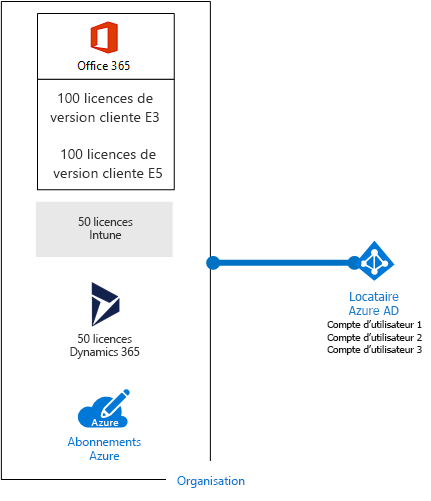 Office 365
100 licences de
version cliente E3
100 licences de
version cliente E5
50 licences
Intune
50 licences
Dynamics 365
Azure
Abonnements
Azure
Locataire
Azure AD
Compte d'utilisateur 1
Compte d'utilisateur 2
Compte d'utilisateur 3
Organisation